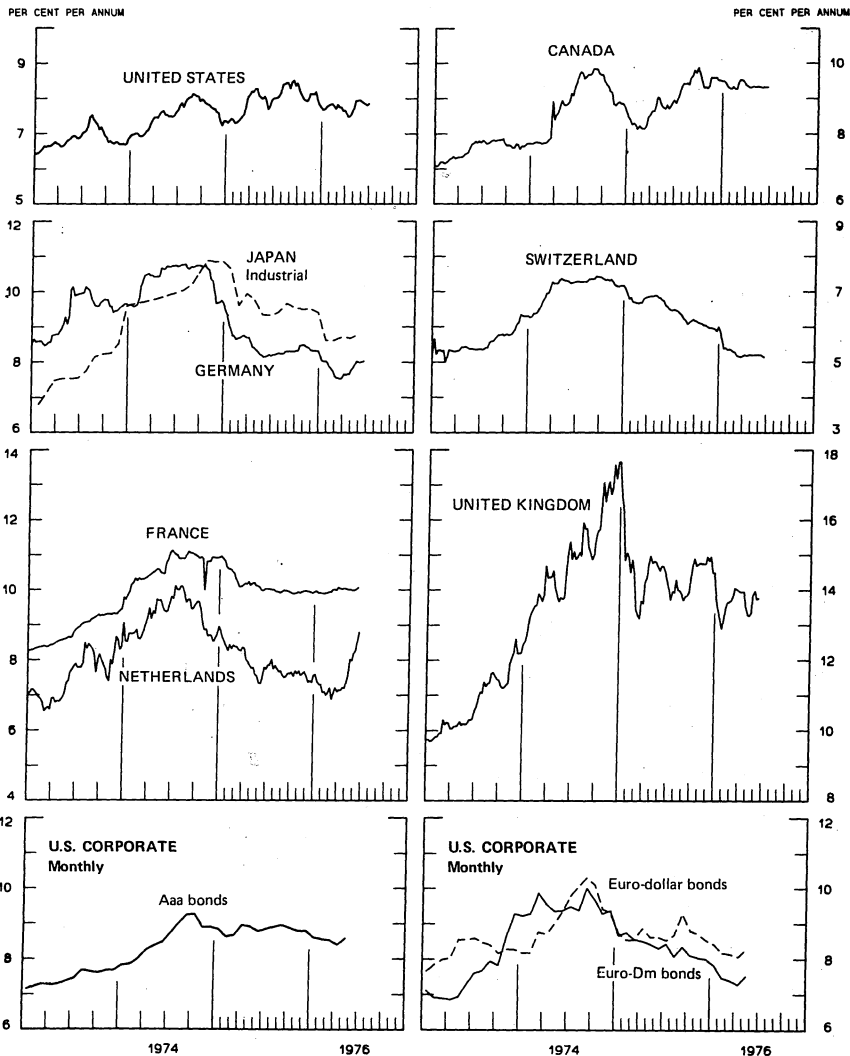 PER CENT PER ANNUM
PER CENT PER ANNUM
UNITED STATES
9
7
5
CANADA
10
8
6
JAPAN
Industrial
GERMANY
12
10
8
6
SWITZERLAND
9
7
5
3
FRANCE
NETHERLANDS
14
12
10
8
6
4
UNITED KINGDOM
18
16
14
12
10
8
U.S. CORPORATE
Monthly
Aaa bonds
12
10
8
6
1974
1976
U.S. CORPORATE
Monthly
Euro-dollar bonds
Euro-Dm bonds
12
10
8
6
1974
1976